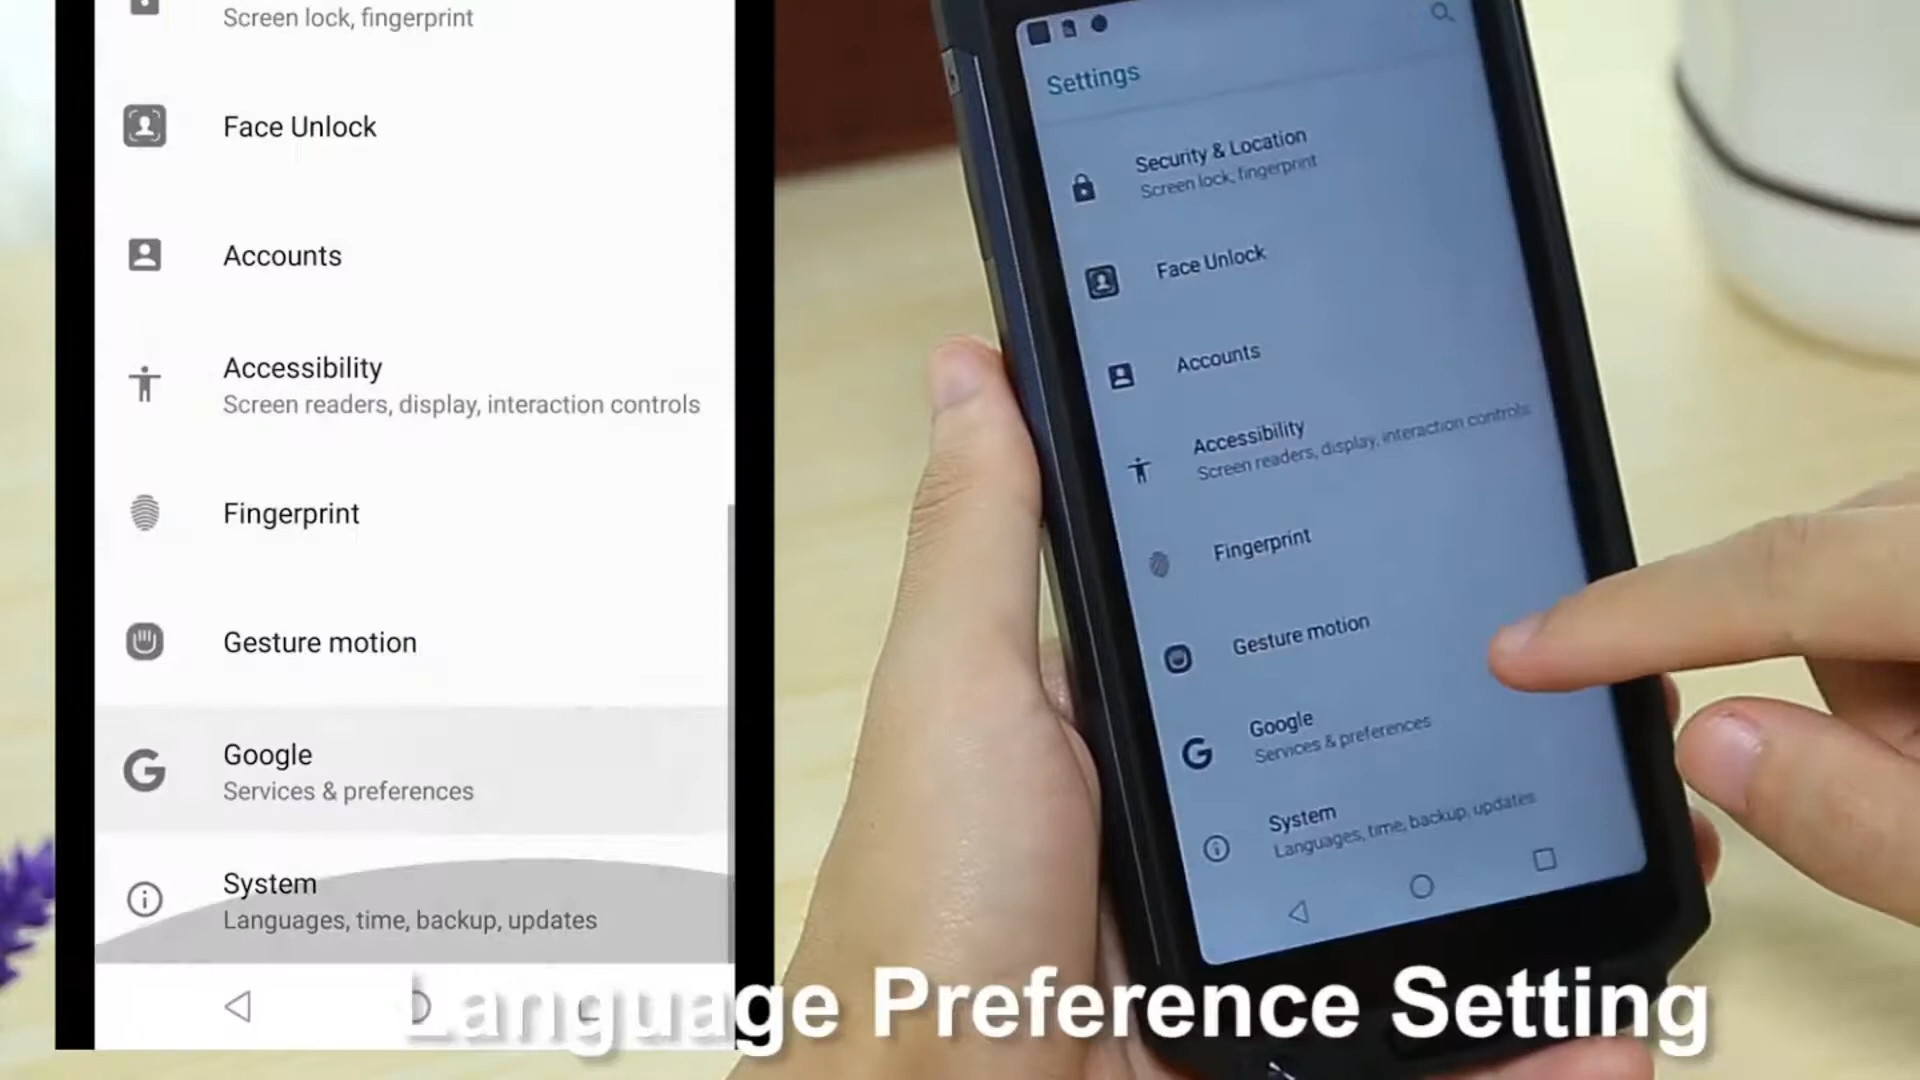 Screen lock, fingerprint
Face Unlock
Accounts
Accessibility
Screen readers, display, interaction controls
Fingerprint
Gesture motion
Google
Services & preferences
System
Languages, time, backup, updates
Settings
Security & Location
Screen lock, fingerprint
Face Unlock
Accounts
Accessibility
Screen readers, display, interaction controls
Fingerprint
Gesture motion
Google
Services & preferences
System
Languages, time, backup, updates
Language Preference Setting